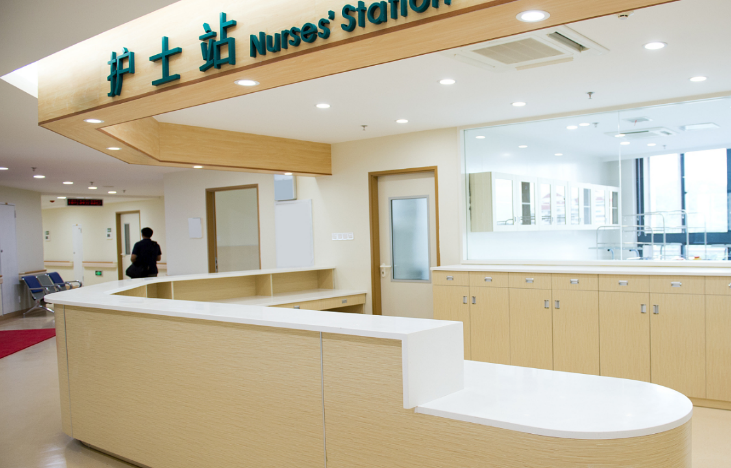 护士站 Nurses' Station